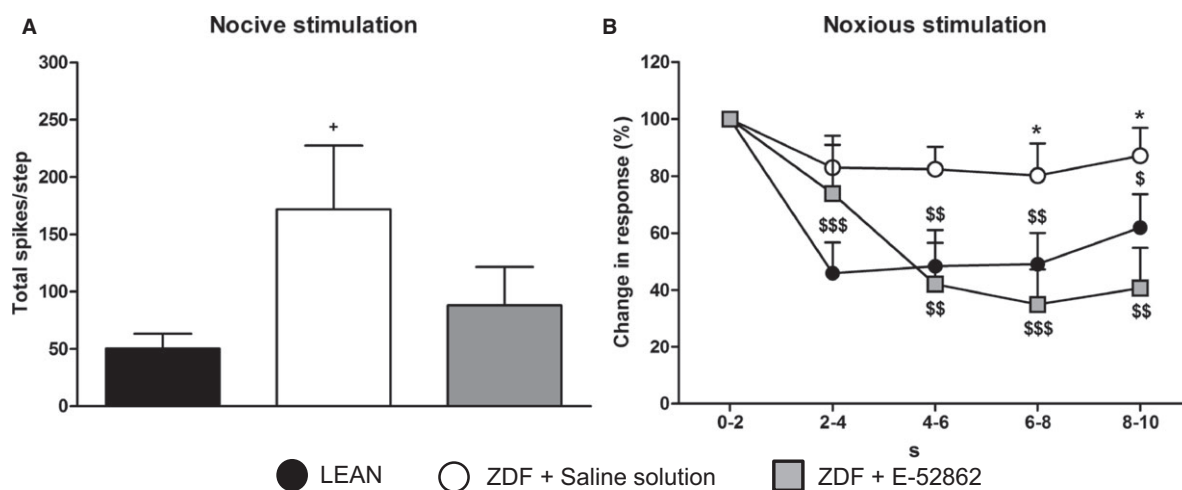 A Nocive stimulation
Total spikes/step
300
250
200
150
100
50
0
+
B Noxious stimulation
Change in response (%)
120
100
80
60
40
20
0
* *
$
$$$ $$ $$
$$ $$$ $$
0-2 2-4 4-6 6-8 8-10
s
LEAN ZDF + Saline solution ZDF + E-52862